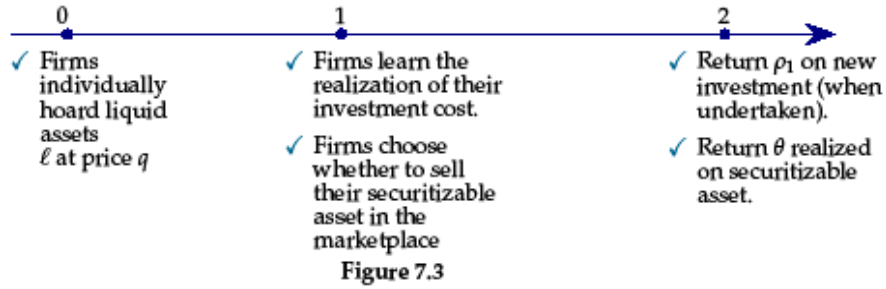 0
1
2
✓ Firms
individually
hoard liquid
assets
ℓ at price q
✓ Firms learn the
realization of their
investment cost.
✓ Firms choose
whether to sell
their securitizable
asset in the
marketplace
✓ Return ρ₁ on new
investment (when
undertaken).
✓ Return θ realized
on securitizable
asset.
Figure 7.3